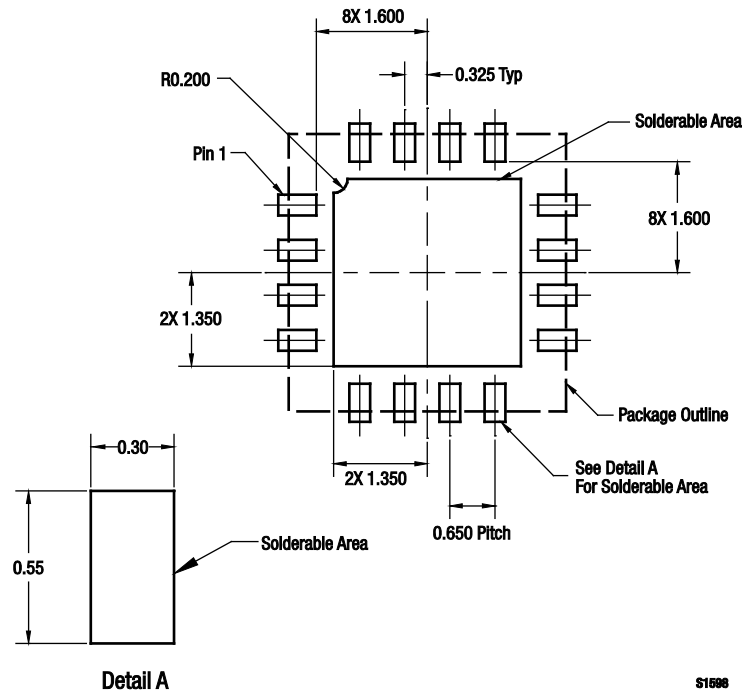 8X 1.600
0.325 Typ
R0.200
Solderable Area
Pin 1
8X 1.600
2X 1.350
Package Outline
2X 1.350
See Detail A
For Solderable Area
0.650 Pitch
0.30
0.55
Solderable Area
Detail A
S1598